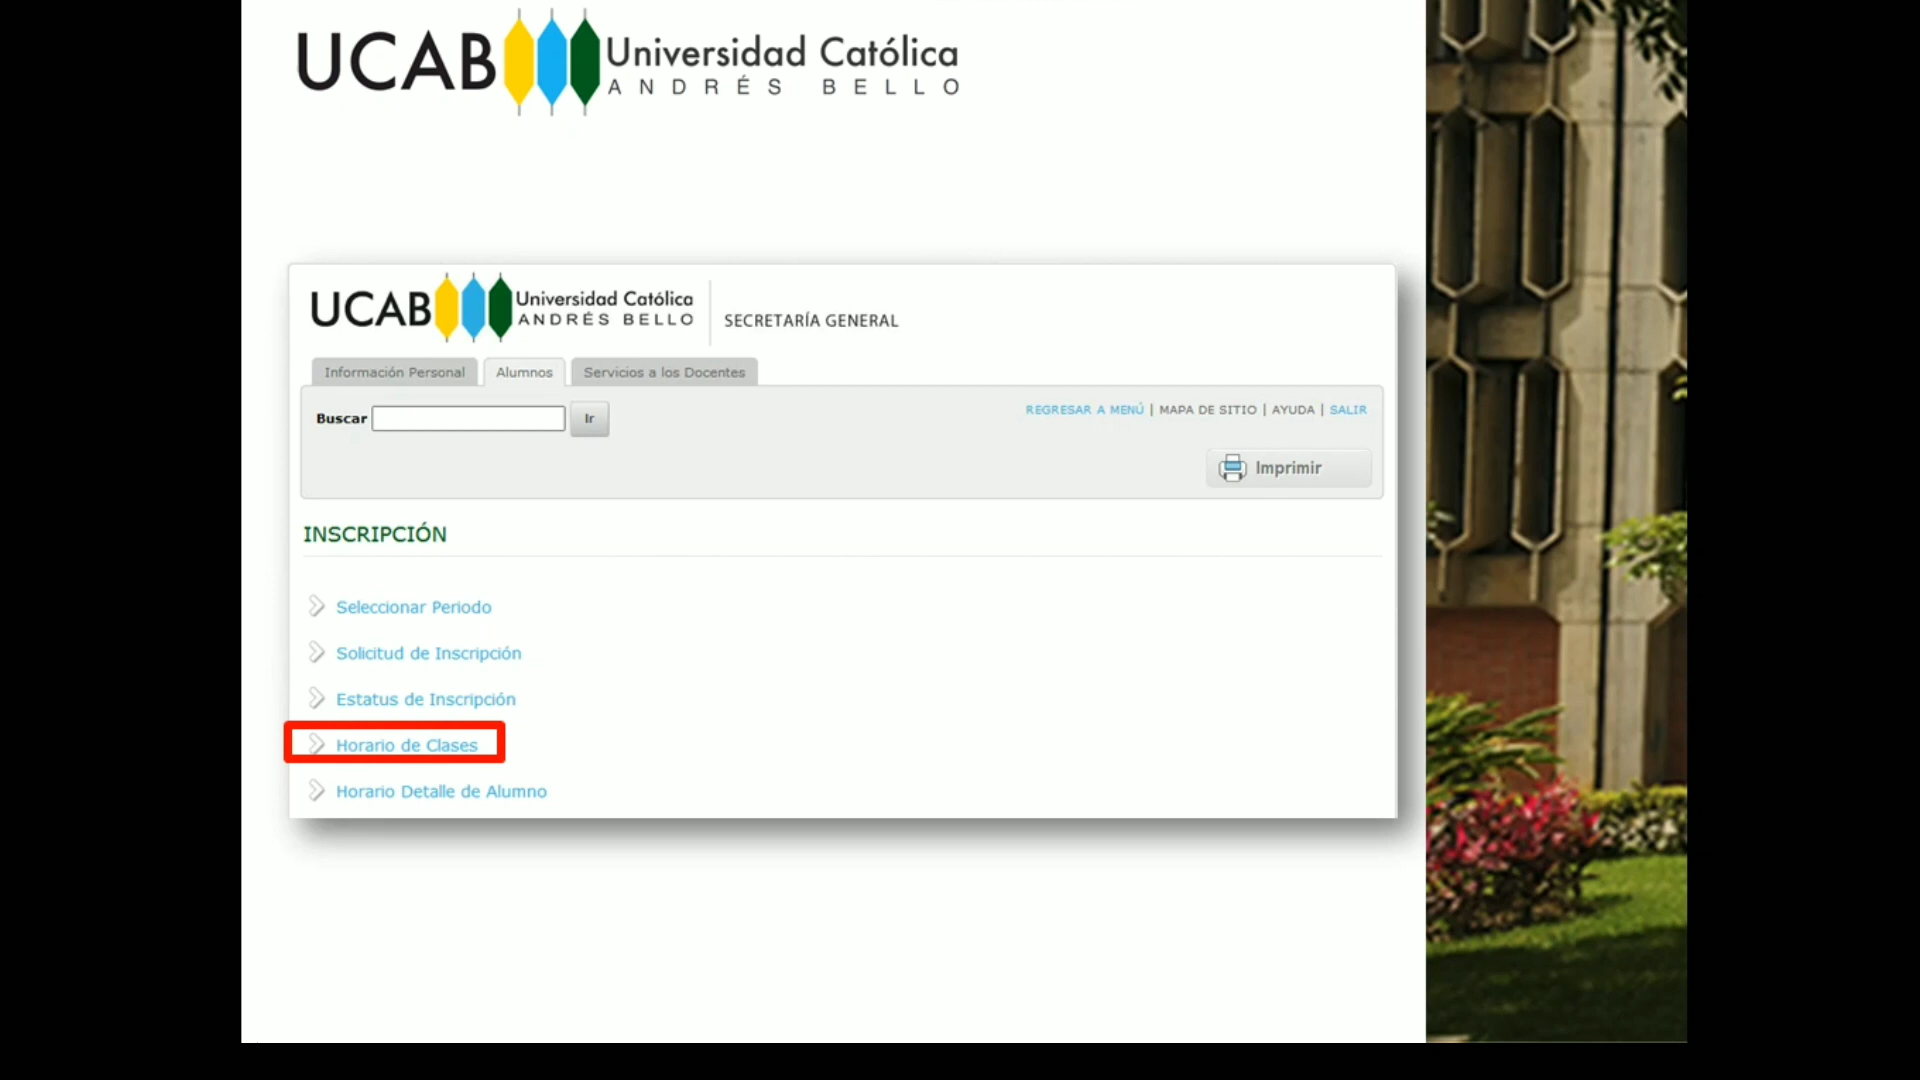 UCAB Universidad Católica
ANDRÉS BELLO
UCAB Universidad Católica
ANDRÉS BELLO
SECRETARÍA GENERAL
Información Personal Alumnos Servicios a los Docentes
Buscar Ir
REGRESAR A MENÚ | MAPA DE SITIO | AYUDA | SALIR
Imprimir
INSCRIPCIÓN
Seleccionar Periodo
Solicitud de Inscripción
Estatus de Inscripción
Horario de Clases
Horario Detalle de Alumno